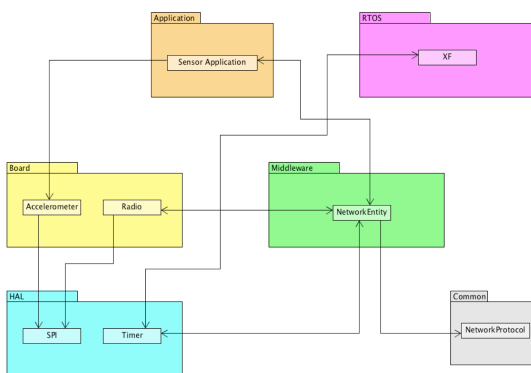 Application
RTOS
Sensor Application
XF
Board
Middleware
Accelerometer
Radio
NetworkEntity
HAL
Common
SPI
Timer
NetworkProtocol